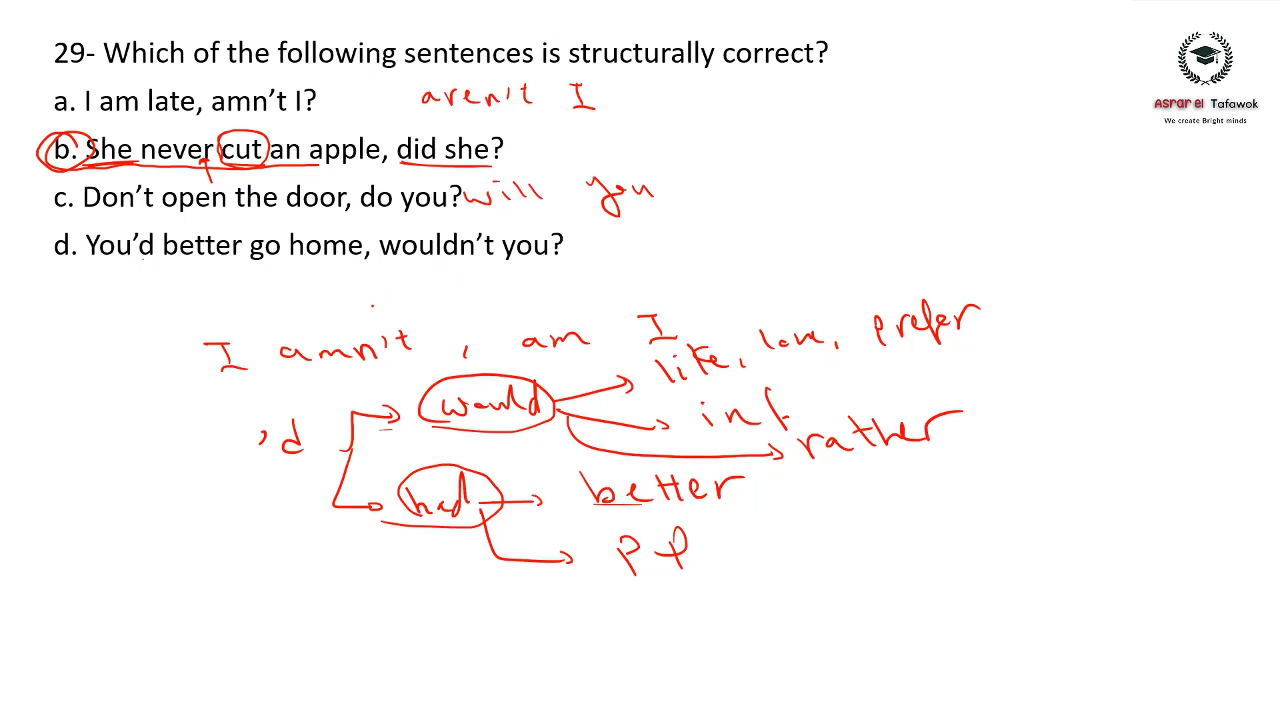 29- Which of the following sentences is structurally correct?
a. I am late, amn't I? aren't I
b. She never cut an apple, did she?
c. Don't open the door, do you? will you
d. You'd better go home, wouldn't you?
I amn't, am I
like, love, prefer
would
inf
'd
rather
had
better
PP
Asrar el Tafawok
We create Bright minds